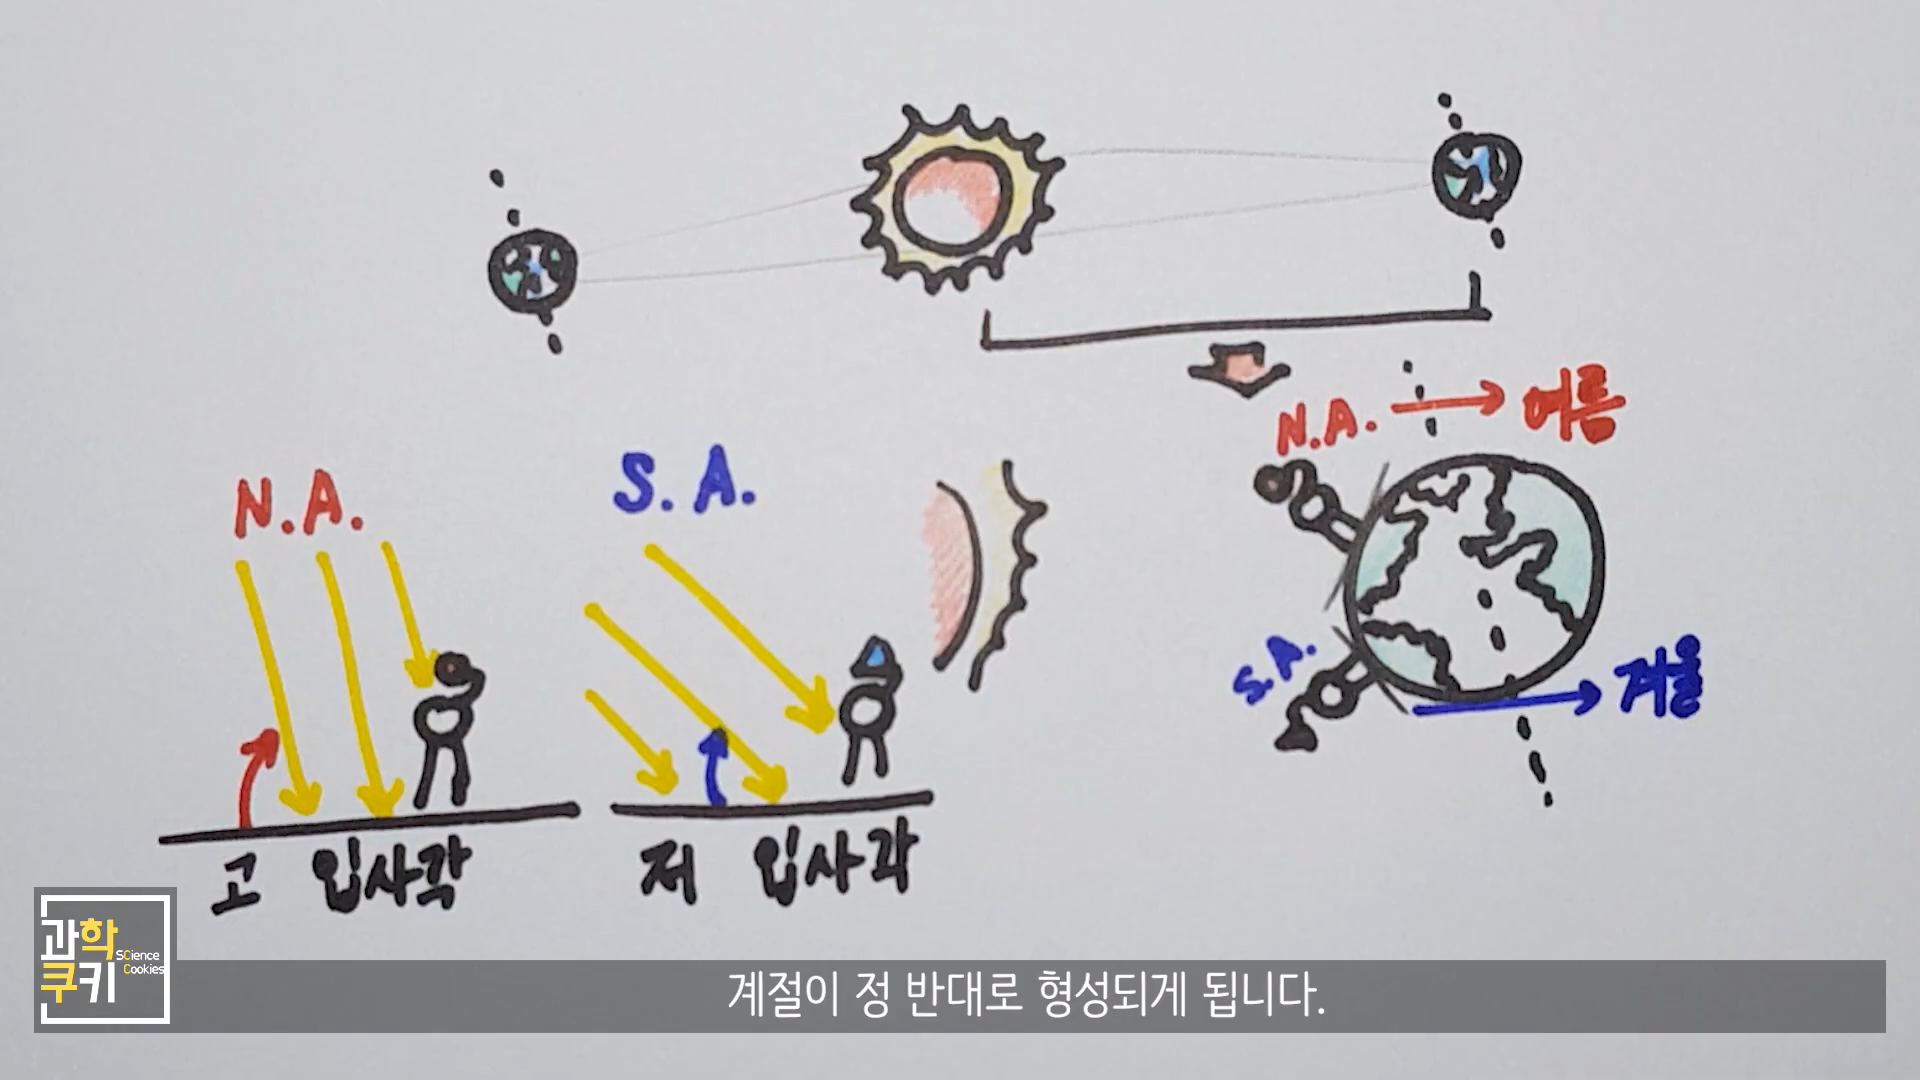 N.A. → 여름
N.A.
S.A.
S.A.
겨울
고 입사각
저 입사각
과학
쿠키
Science
Cookies
계절이 정 반대로 형성되게 됩니다.